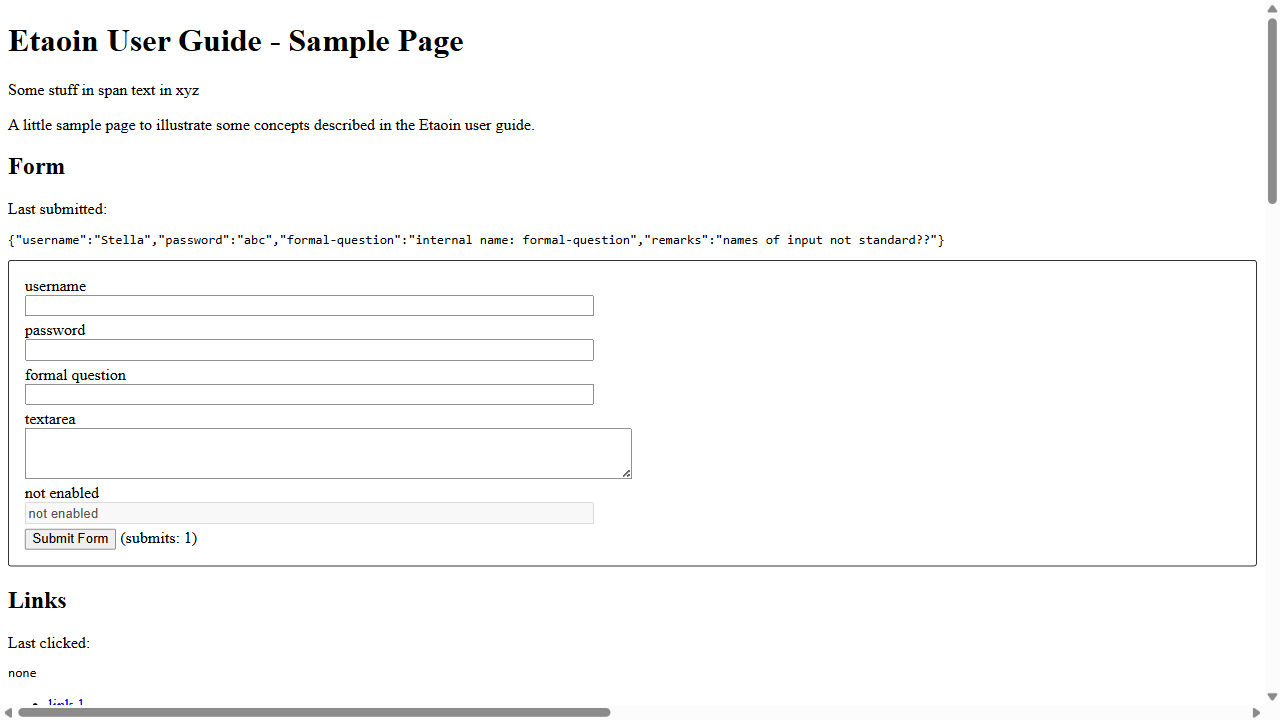 Etaoin User Guide - Sample Page
Some stuff in span text in xyz
A little sample page to illustrate some concepts described in the Etaoin user guide.
Form
Last submitted:
{"username":"Stella","password":"abc","formal-question":"internal name: formal-question","remarks":"names of input not standard??"}
username
password
formal question
textarea
not enabled
not enabled
Submit Form (submits: 1)
Links
Last clicked:
none
link 1